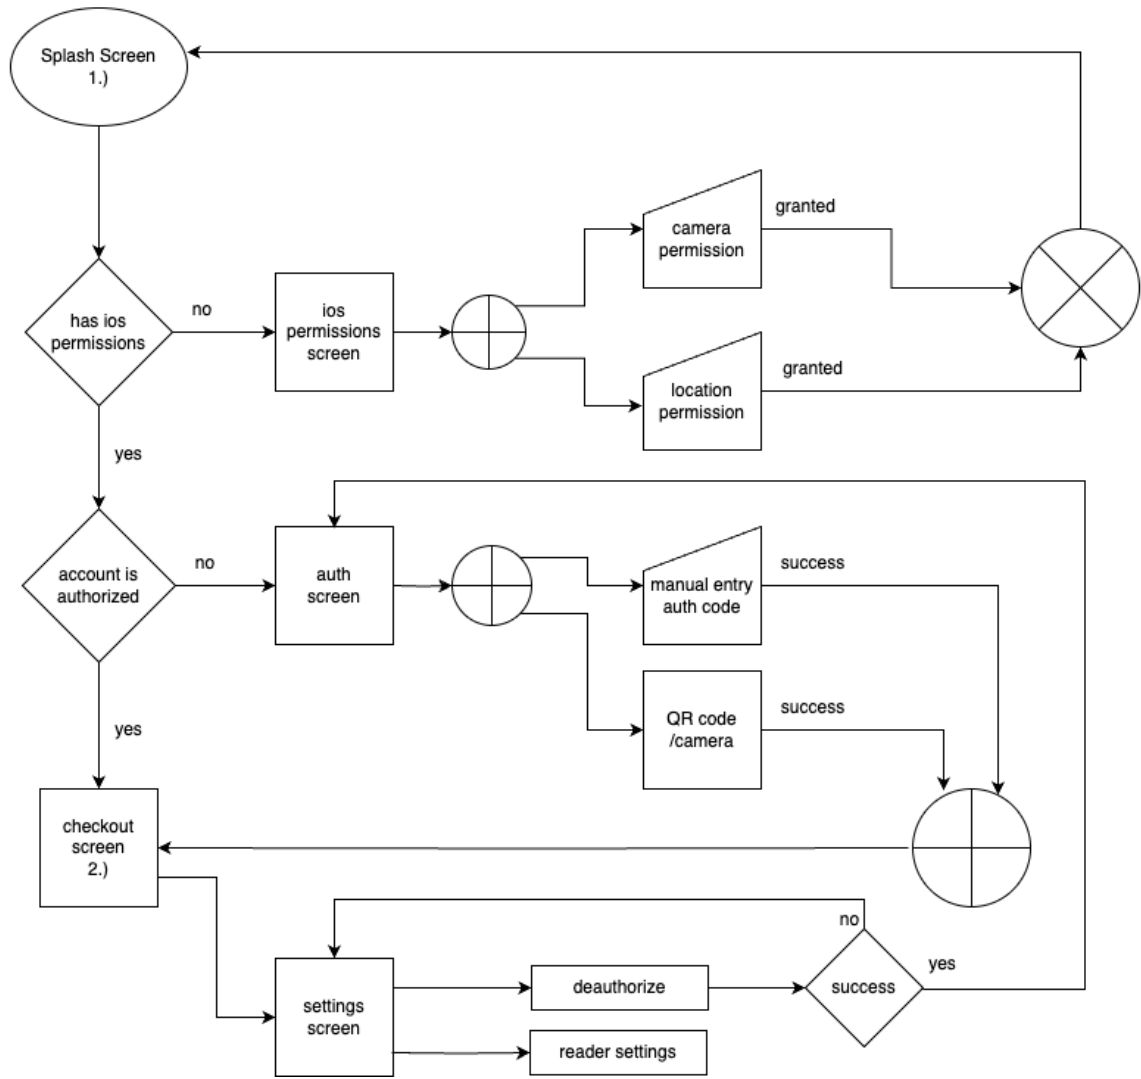 Splash Screen
1.)
granted
camera
permission
has ios
permissions
no
ios
permissions
screen
granted
location
permission
yes
account is
authorized
no
auth
screen
success
manual entry
auth code
yes
QR code
/camera
success
checkout
screen
2.)
no
yes
settings
screen
deauthorize
success
reader settings